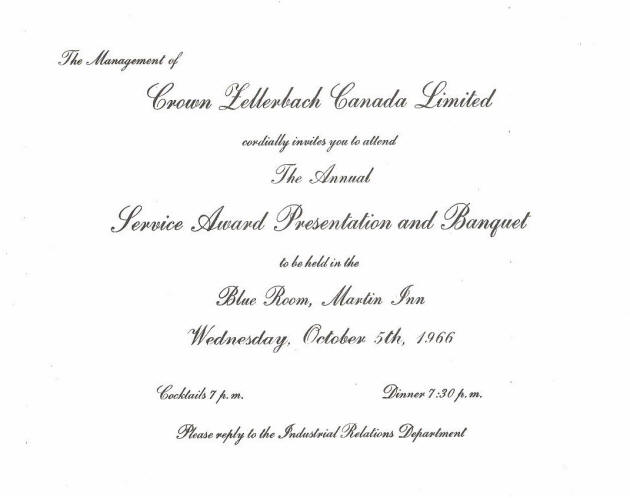 The Management of
Crown Zellerbach Canada Limited
cordially invites you to attend
The Annual
Service Award Presentation and Banquet
to be held in the
Blue Room, Martin Inn
Wednesday, October 5th, 1966
Cocktails 7 p.m. Dinner 7:30 p.m.
Please reply to the Industrial Relations Department